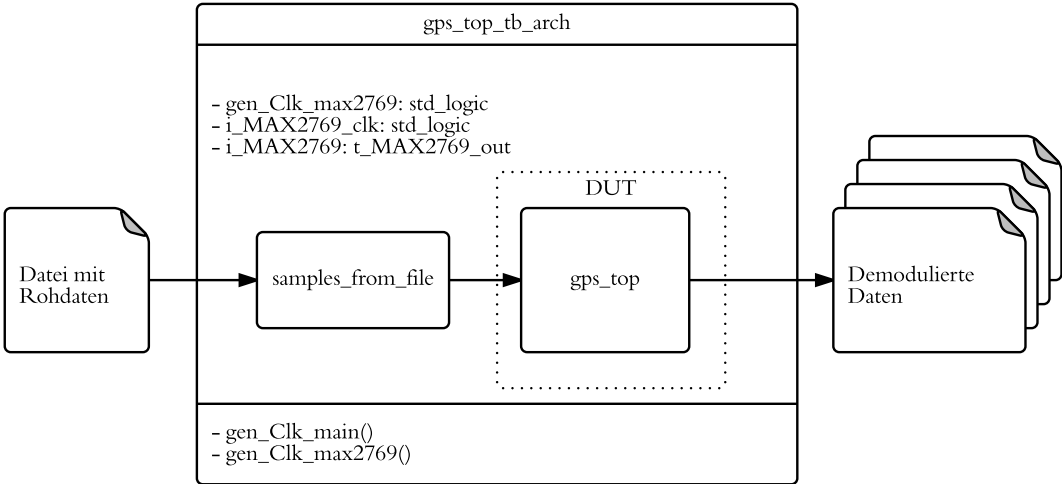 gps_top_tb_arch
- gen_Clk_max2769: std_logic
- i_MAX2769_clk: std_logic
- i_MAX2769: t_MAX2769_out
DUT
Datei mit
Rohdaten
samples_from_file
gps_top
Demodulierte
Daten
- gen_Clk_main()
- gen_Clk_max2769()